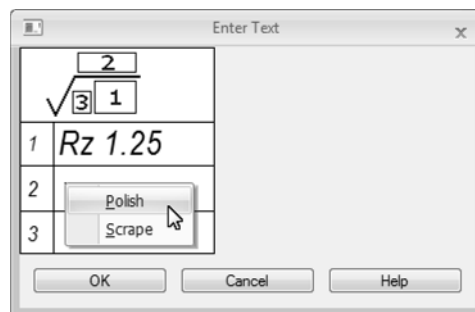 Enter Text
x
2
3 1
1 Rz 1.25
2
Polish
3
Scrape
OK Cancel Help